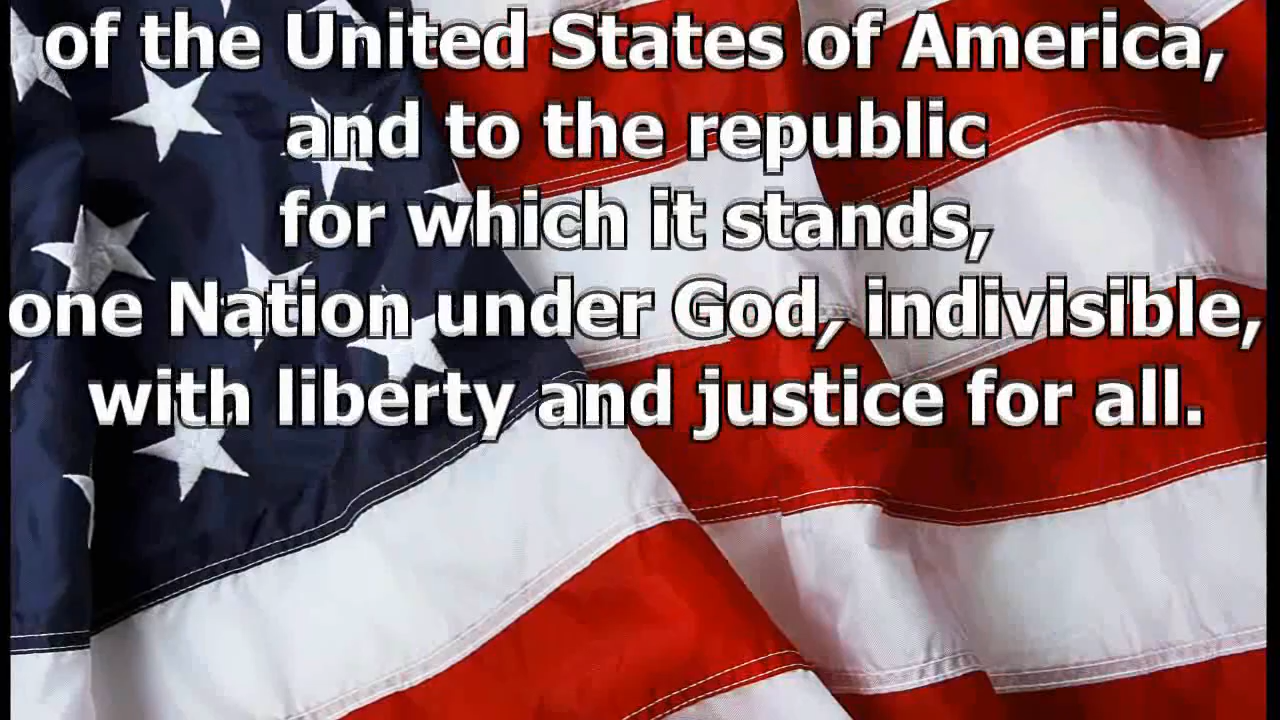 of the United States of America,
and to the republic
for which it stands,
one Nation under God, indivisible,
with liberty and justice for all.